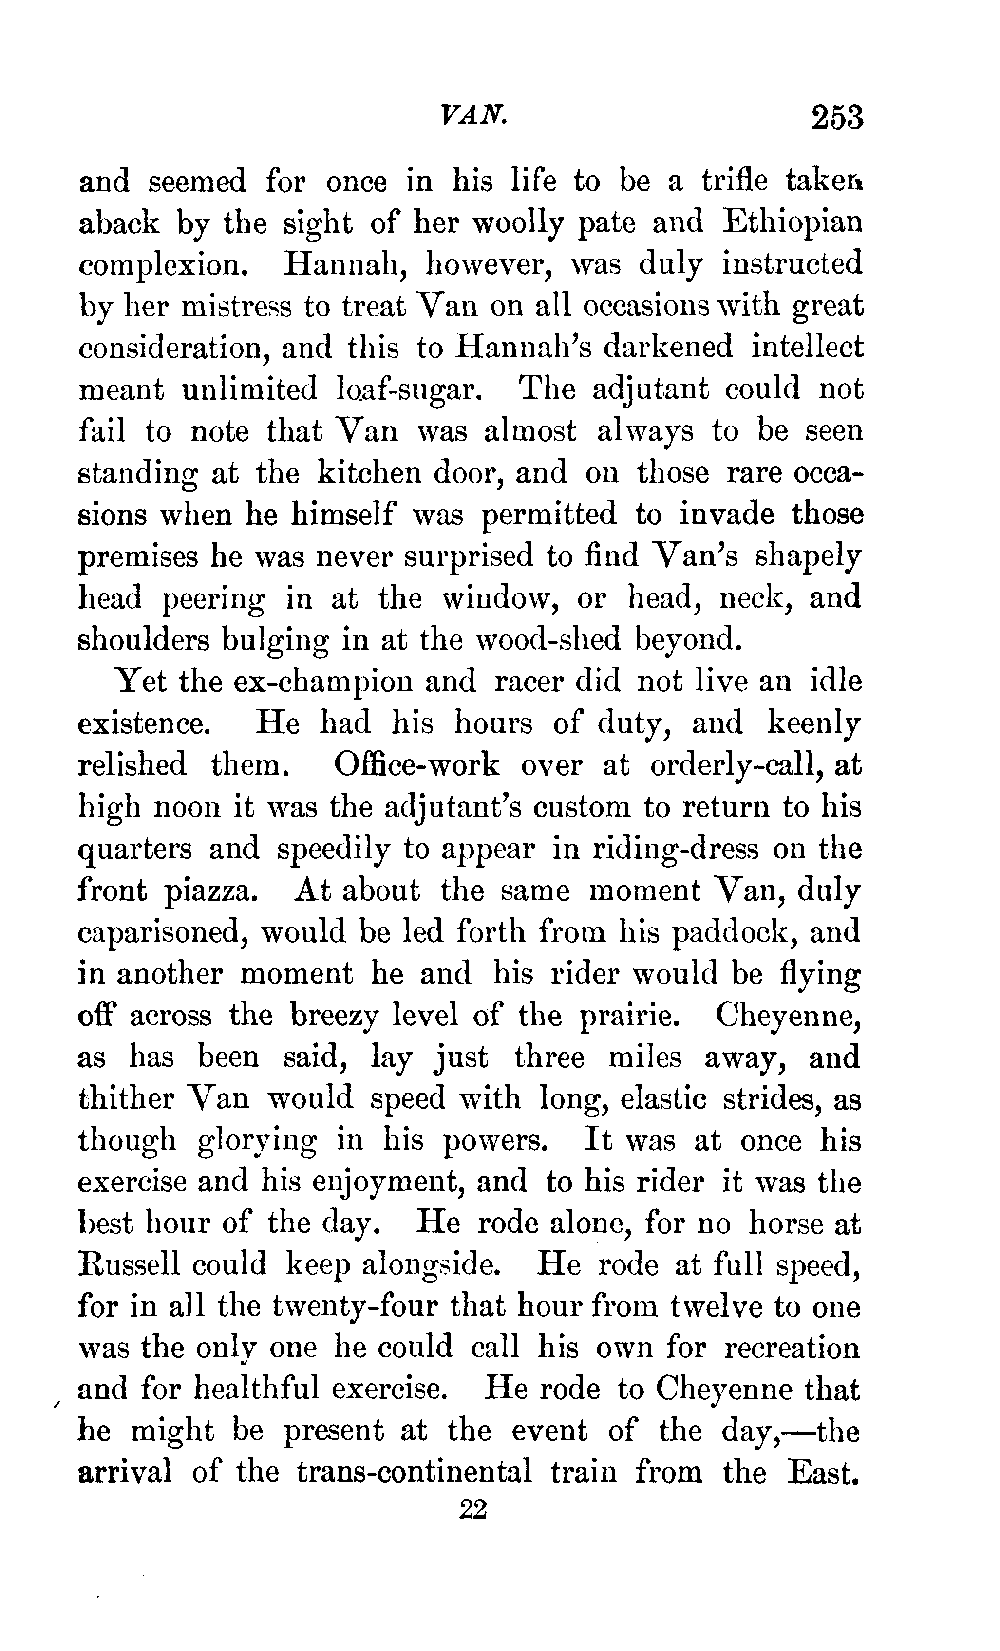 VAN. 253
and seemed for once in his life to be a trifle taken
aback by the sight of her woolly pate and Ethiopian
complexion. Hannah, however, was duly instructed
by her mistress to treat Van on all occasions with great
consideration, and this to Hannah's darkened intellect
meant unlimited loaf-sugar. The adjutant could not
fail to note that Van was almost always to be seen
standing at the kitchen door, and on those rare occa-
sions when he himself was permitted to invade those
premises he was never surprised to find Van's shapely
head peering in at the window, or head, neck, and
shoulders bulging in at the wood-shed beyond.
Yet the ex-champion and racer did not live an idle
existence. He had his hours of duty, and keenly
relished them. Office-work over at orderly-call, at
high noon it was the adjutant's custom to return to his
quarters and speedily to appear in riding-dress on the
front piazza. At about the same moment Van, duly
caparisoned, would be led forth from his paddock, and
in another moment he and his rider would be flying
off across the breezy level of the prairie. Cheyenne,
as has been said, lay just three miles away, and
thither Van would speed with long, elastic strides, as
though glorying in his powers. It was at once his
exercise and his enjoyment, and to his rider it was the
best hour of the day. He rode alone, for no horse at
Russell could keep alongside. He rode at full speed,
for in all the twenty-four that hour from twelve to one
was the only one he could call his own for recreation
and for healthful exercise. He rode to Cheyenne that
he might be present at the event of the day,—the
arrival of the trans-continental train from the East.
22